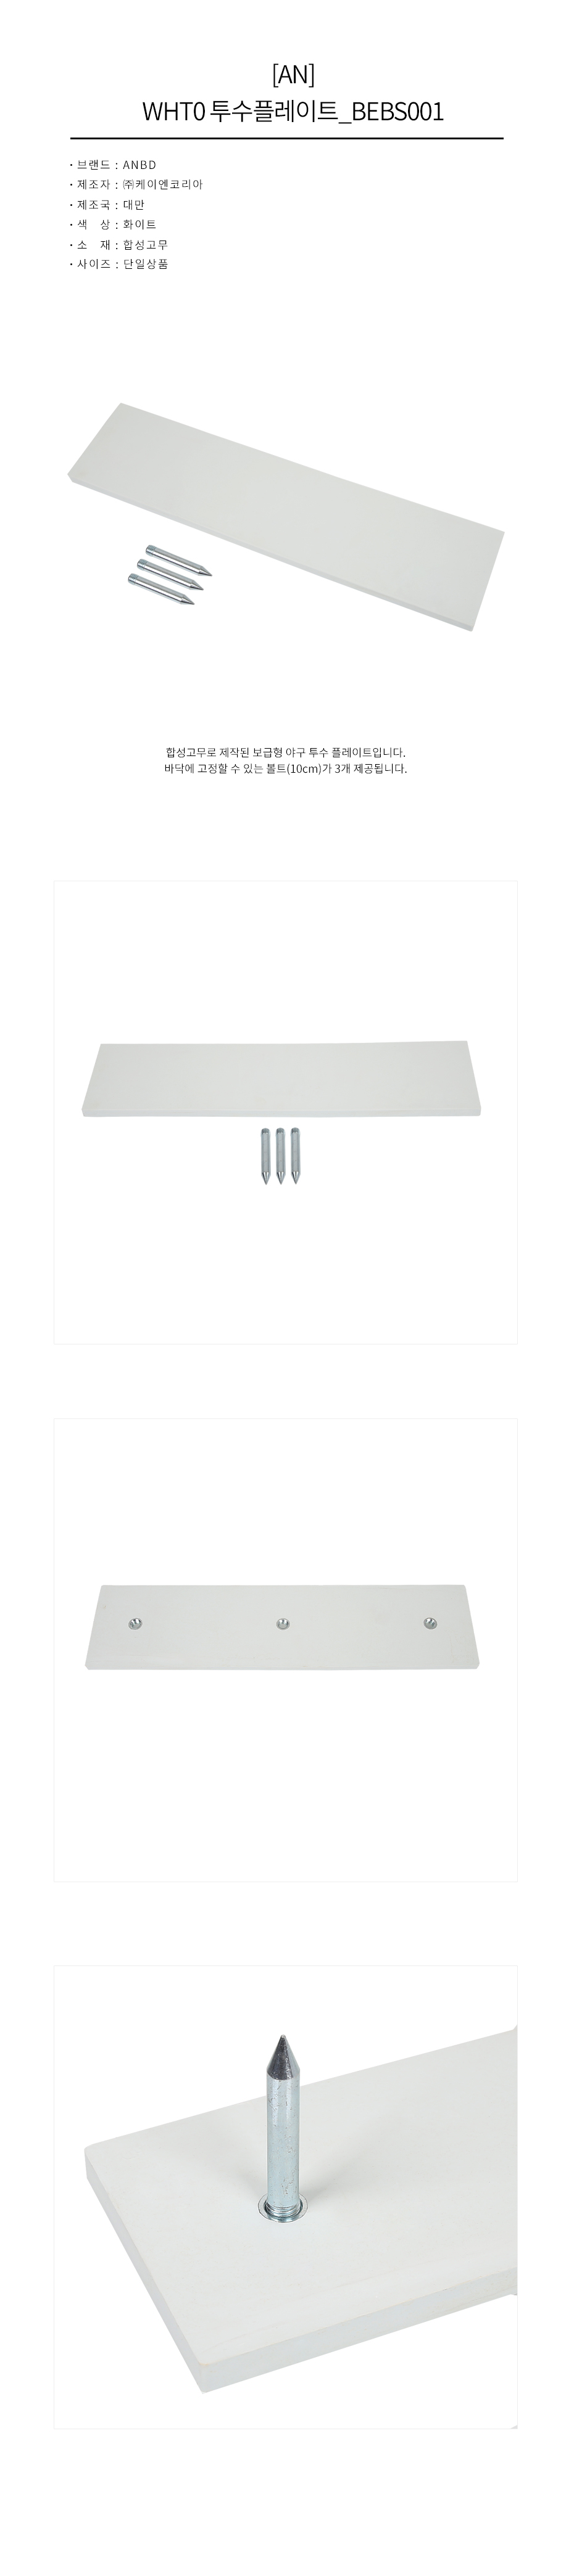 [AN]
WHT0 투수플레이트_BEBS001
• 브랜드 : ANBD
• 제조자 : ㈜케이엔코리아
• 제조국 : 대만
• 색 상 : 화이트
• 소 재 : 합성고무
• 사이즈 : 단일상품
합성고무로 제작된 보급형 야구 투수 플레이트입니다.
바닥에 고정할 수 있는 볼트(10cm)가 3개 제공됩니다.